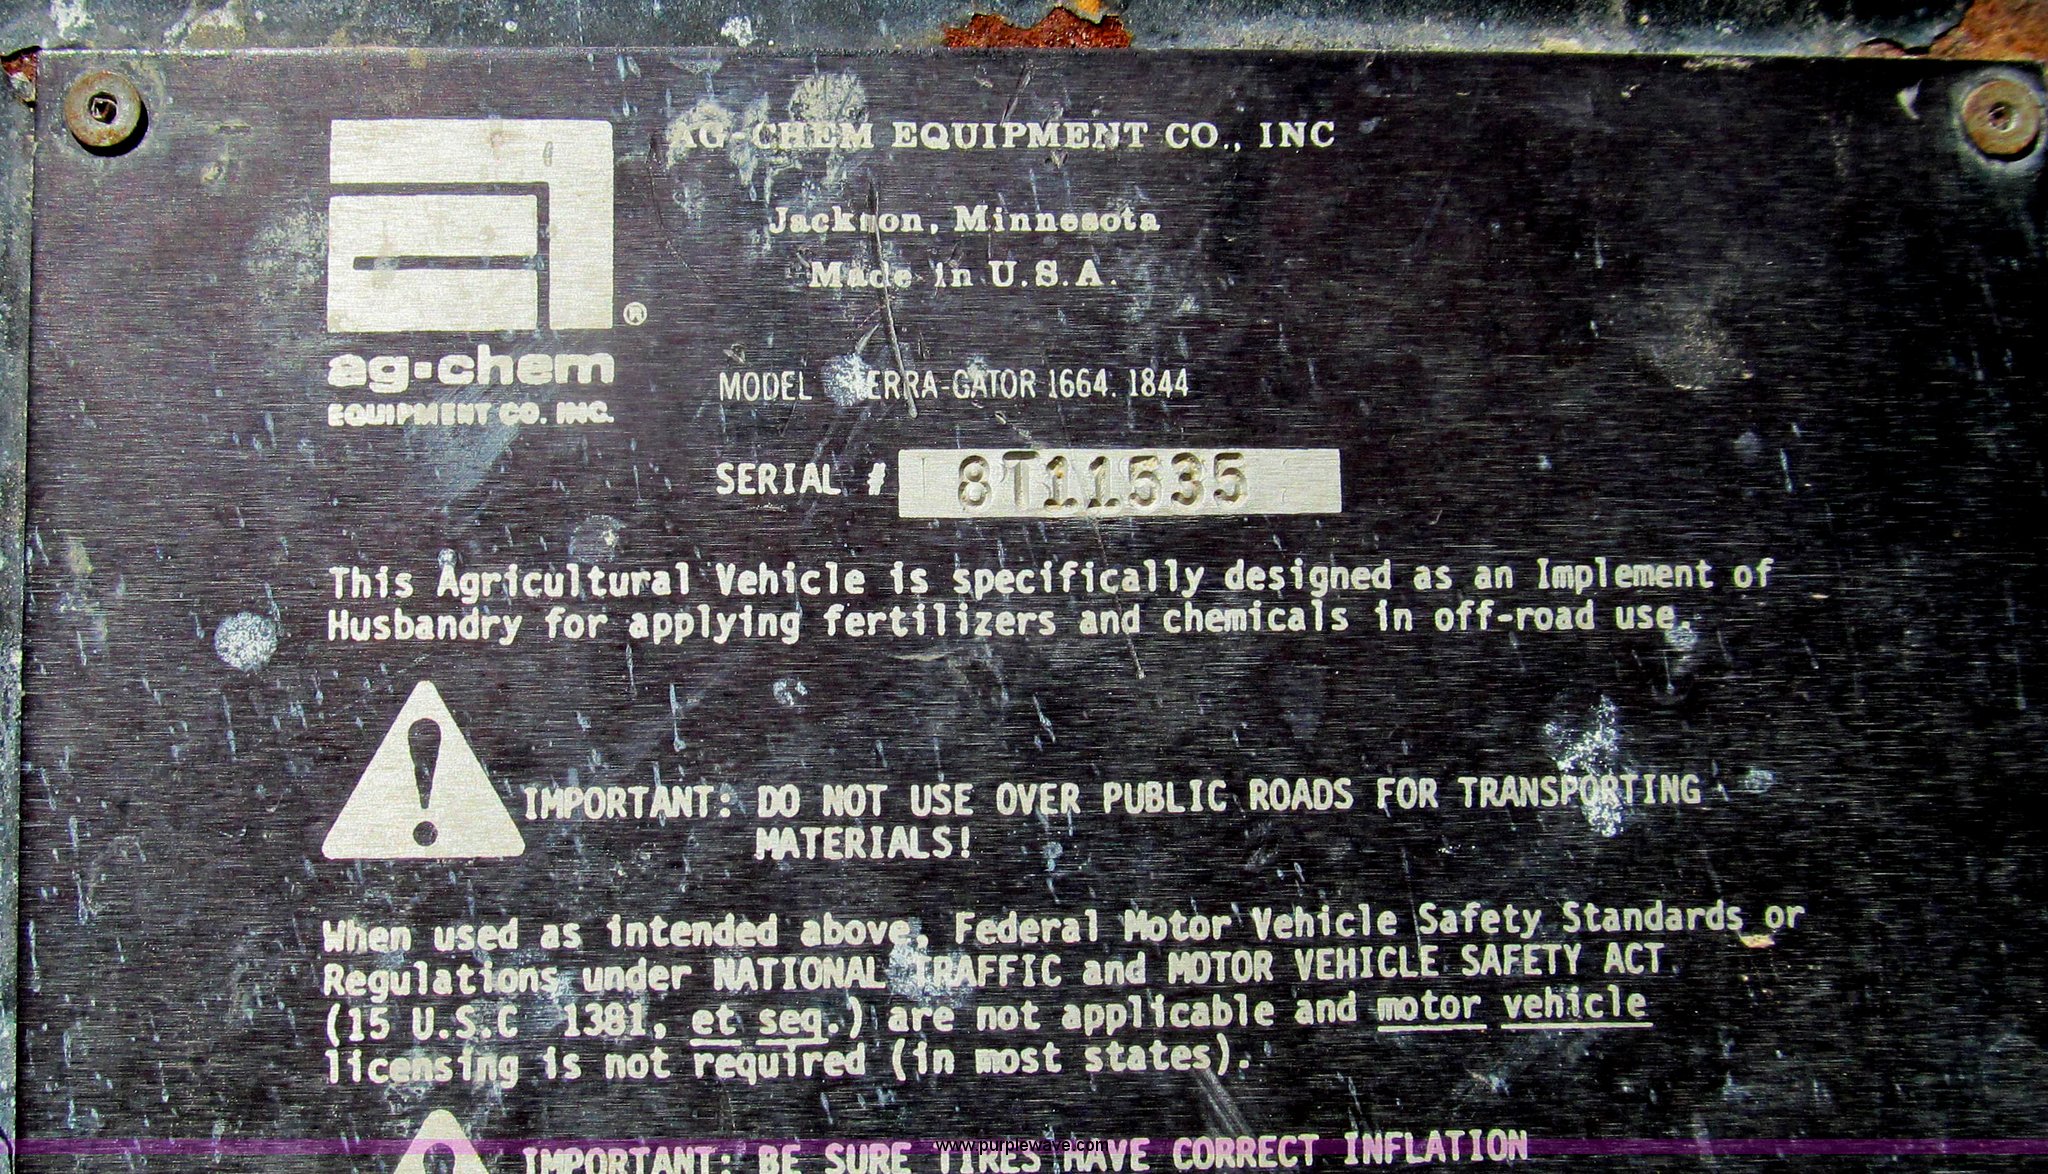 AG-CHEM EQUIPMENT CO., INC
Jackson, Minnesota
Made in U.S.A.
®
ag·chem
EQUIPMENT CO. INC.
MODEL TERRA-GATOR 1664. 1844
SERIAL # 8T11535
This Agricultural Vehicle is specifically designed as an Implement of
Husbandry for applying fertilizers and chemicals in off-road use.
IMPORTANT: DO NOT USE OVER PUBLIC ROADS FOR TRANSPORTING
MATERIALS!
When used as intended above, Federal Motor Vehicle Safety Standards or
Regulations under NATIONAL TRAFFIC and MOTOR VEHICLE SAFETY ACT
(15 U.S.C 1381, et seq.) are not applicable and motor vehicle
licensing is not required (in most states).
IMPORTANT: BE SURE TIRES HAVE CORRECT INFLATION
www.purplewave.com